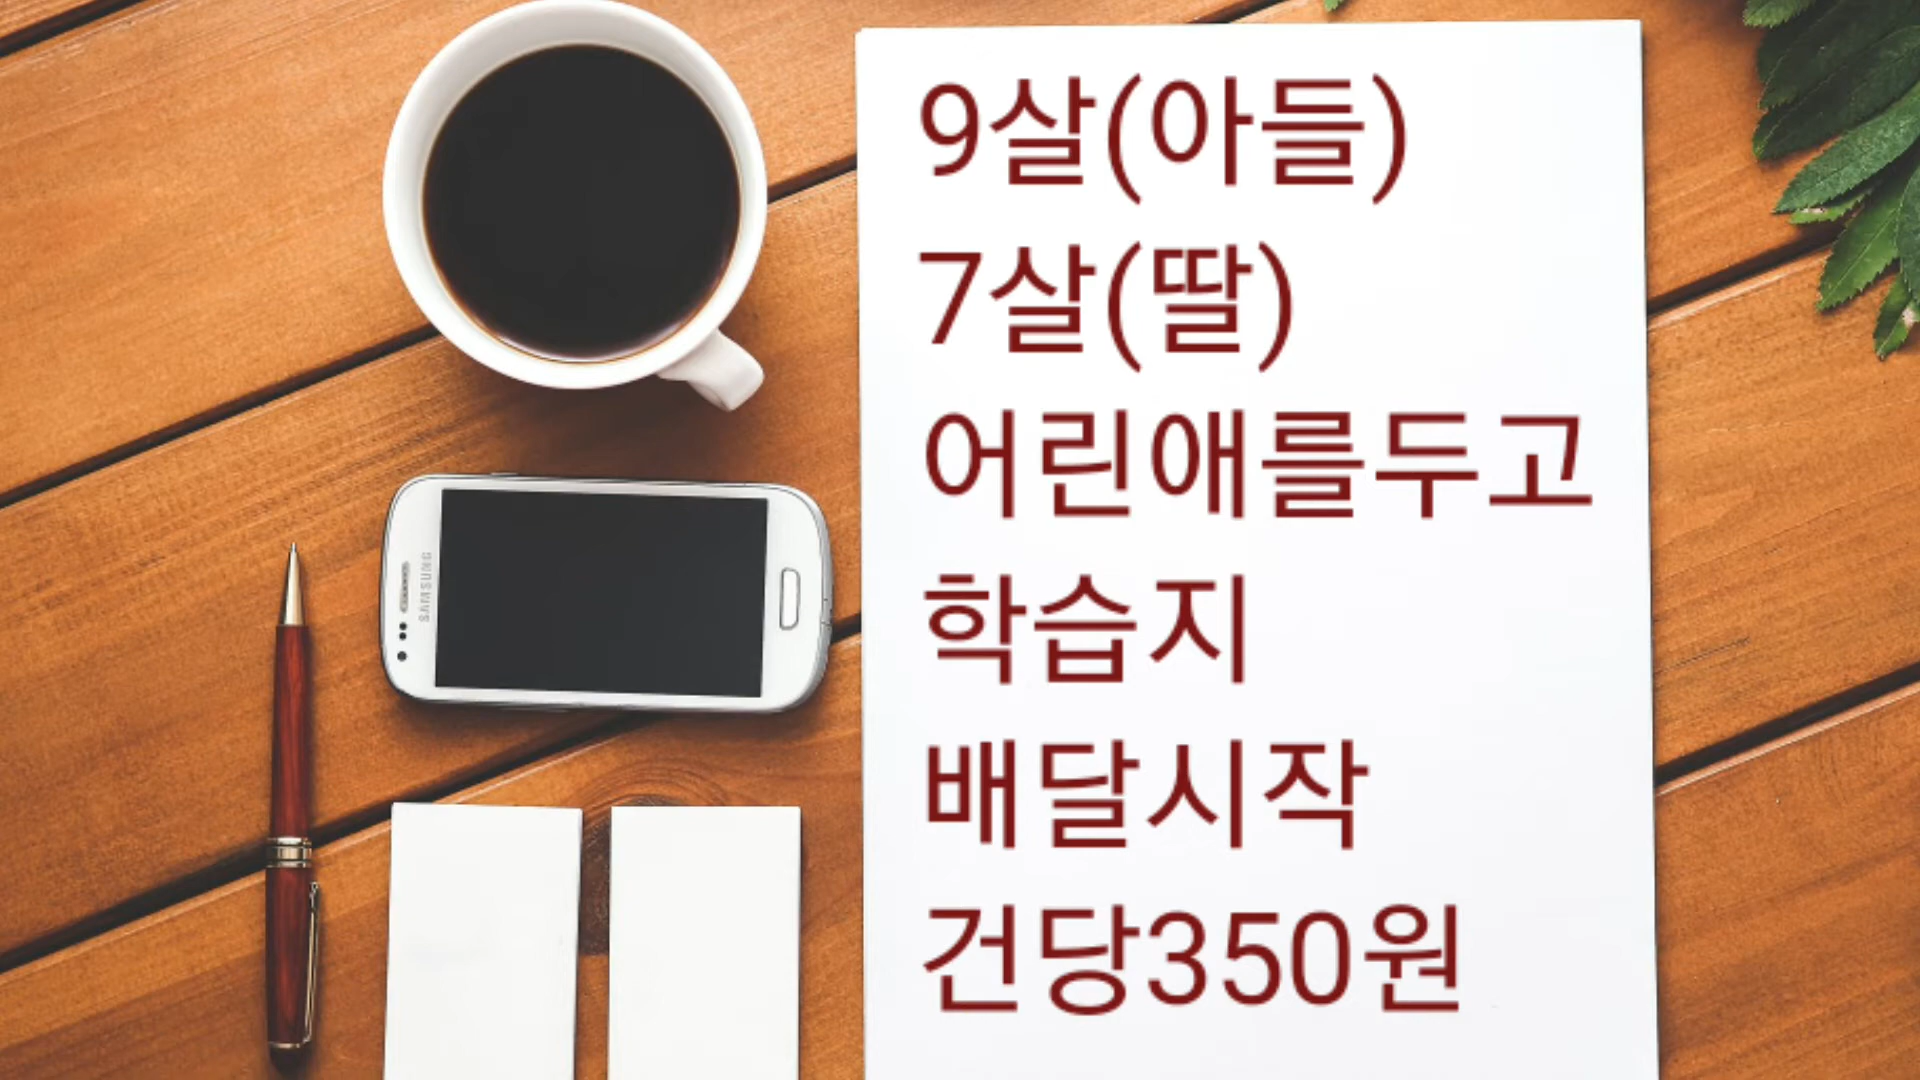 9살(아들)
7살(딸)
어린애를두고
학습지
배달시작
건당350원
SAMSUNG